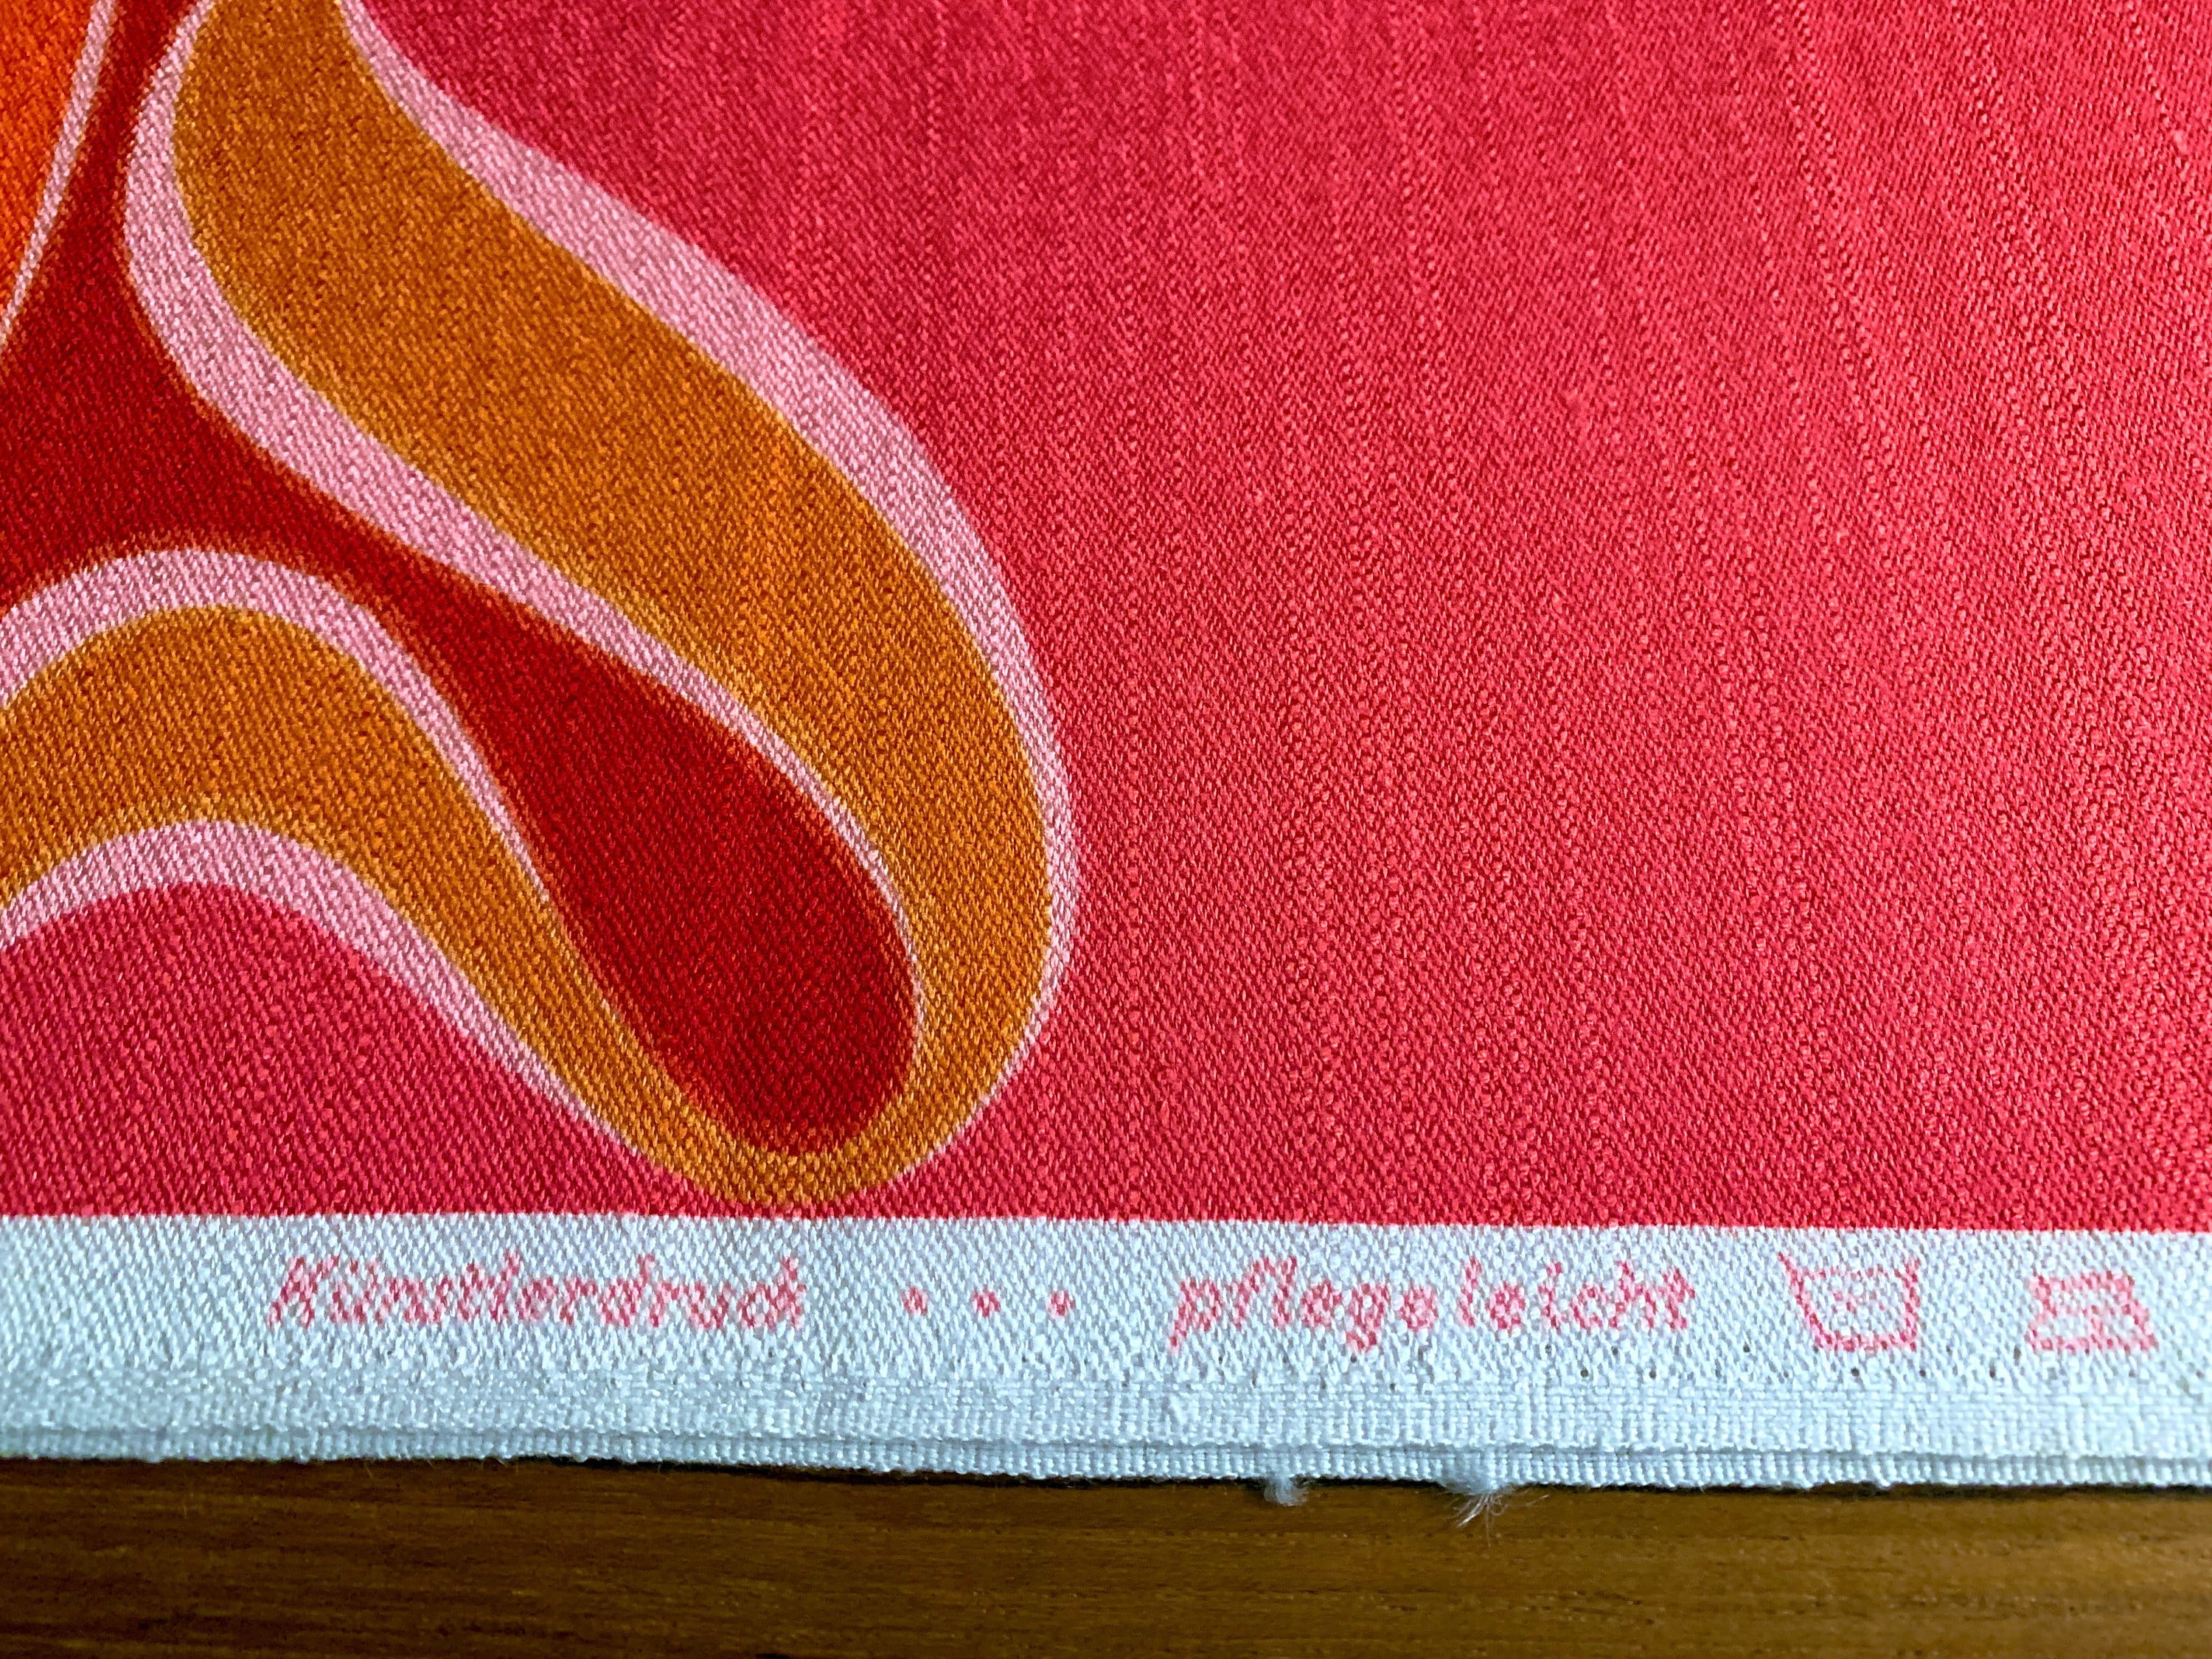 Künstlerdruck • • • pflegeleicht